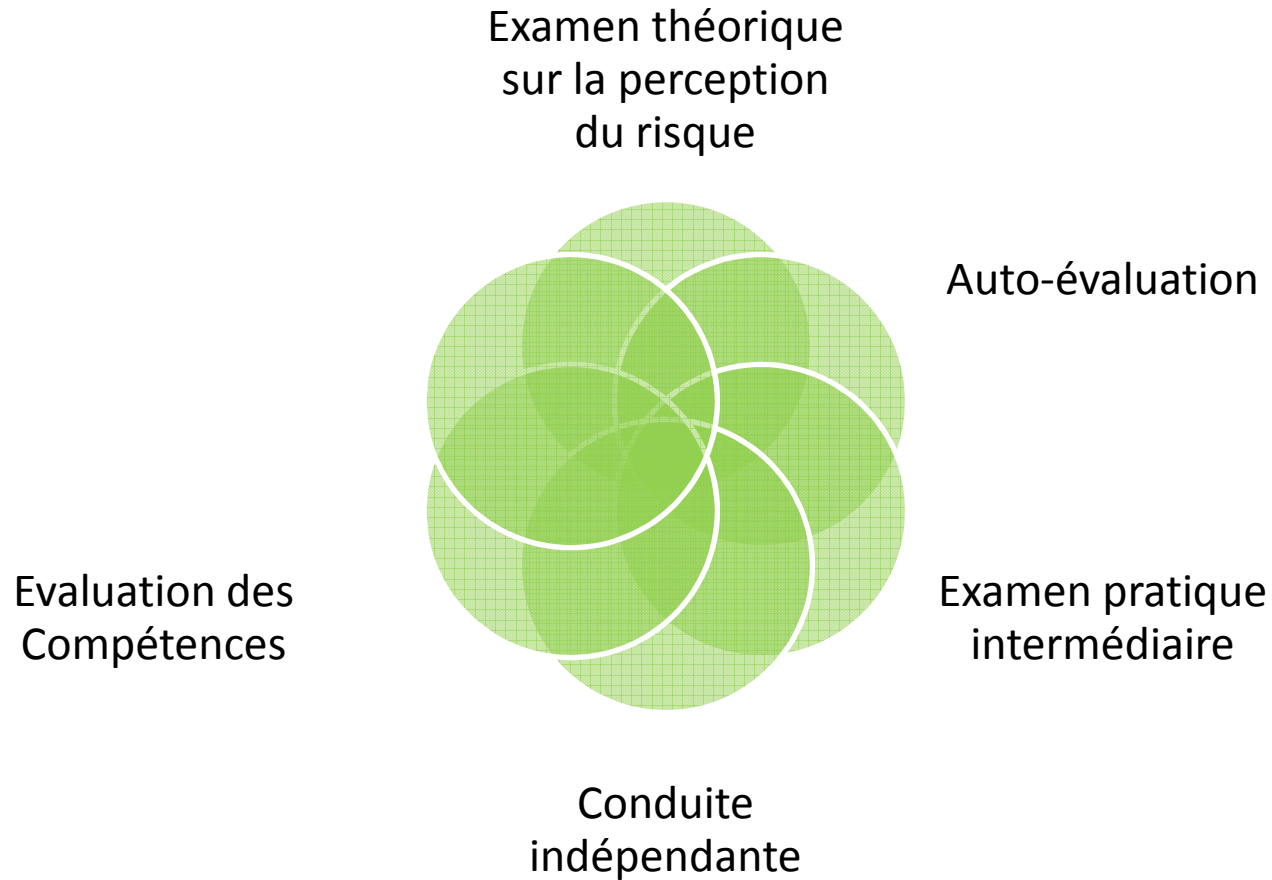 Examen théorique
sur la perception
du risque
Auto-évaluation
Examen pratique
intermédiaire
Conduite
indépendante
Evaluation des
Compétences